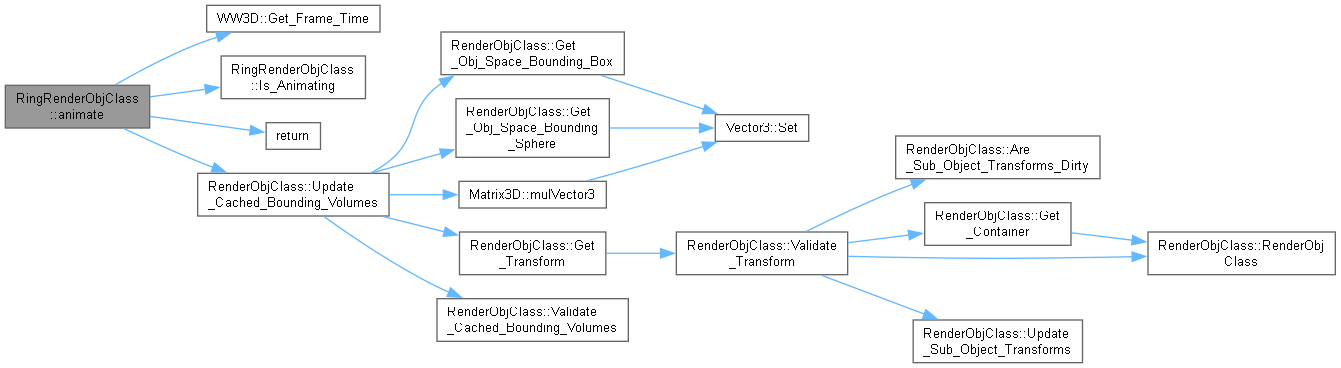 WW3D::Get_Frame_Time
RingRenderObjClass
::Is_Animating
RingRenderObjClass
::animate
return
RenderObjClass::Update
_Cached_Bounding_Volumes
RenderObjClass::Get
_Obj_Space_Bounding_Box
RenderObjClass::Get
_Obj_Space_Bounding
_Sphere
Matrix3D::mulVector3
RenderObjClass::Get
_Transform
RenderObjClass::Validate
_Cached_Bounding_Volumes
Vector3::Set
RenderObjClass::Validate
_Transform
RenderObjClass::Are
_Sub_Object_Transforms_Dirty
RenderObjClass::Get
_Container
RenderObjClass::Update
_Sub_Object_Transforms
RenderObjClass::RenderObj
Class